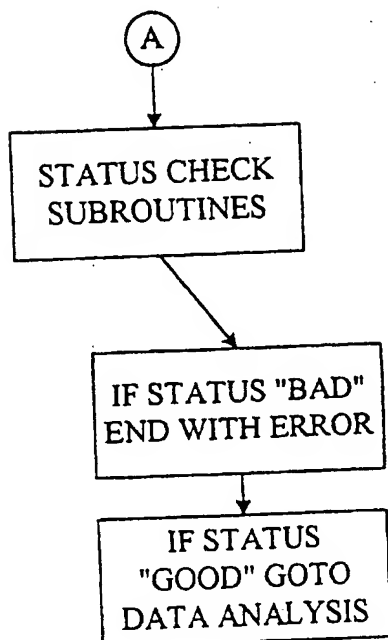 A
STATUS CHECK
SUBROUTINES
IF STATUS "BAD"
END WITH ERROR
IF STATUS
"GOOD" GOTO
DATA ANALYSIS